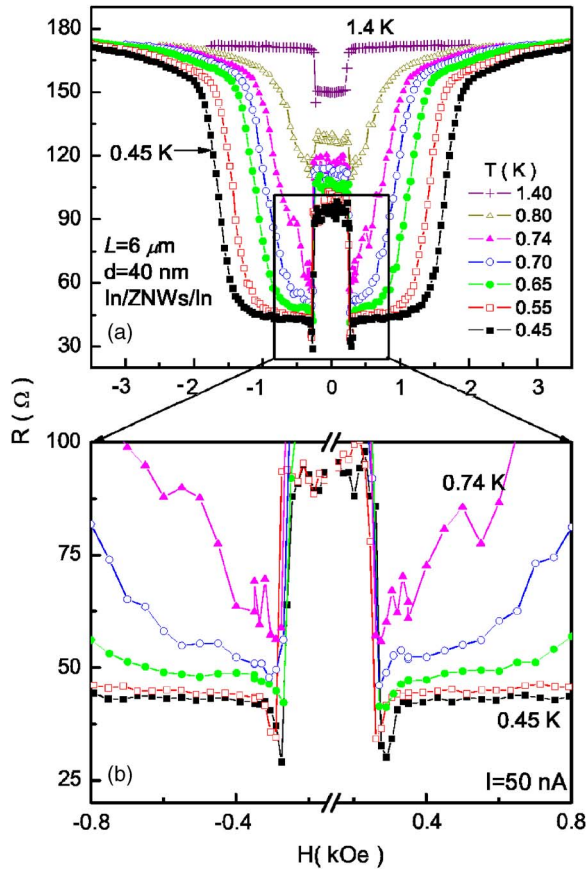 180
150
120
90
60
30
1.4 K
0.45 K
T ( K )
1.40
0.80
0.74
0.70
0.65
0.55
0.45
L=6 μm
d=40 nm
In/ZNWs/In
(a)
-3 -2 -1 0 1 2 3
R ( Ω )
100
75
50
25
0.74 K
0.45 K
(b)
I=50 nA
-0.8 -0.4 0.4 0.8
H( kOe )